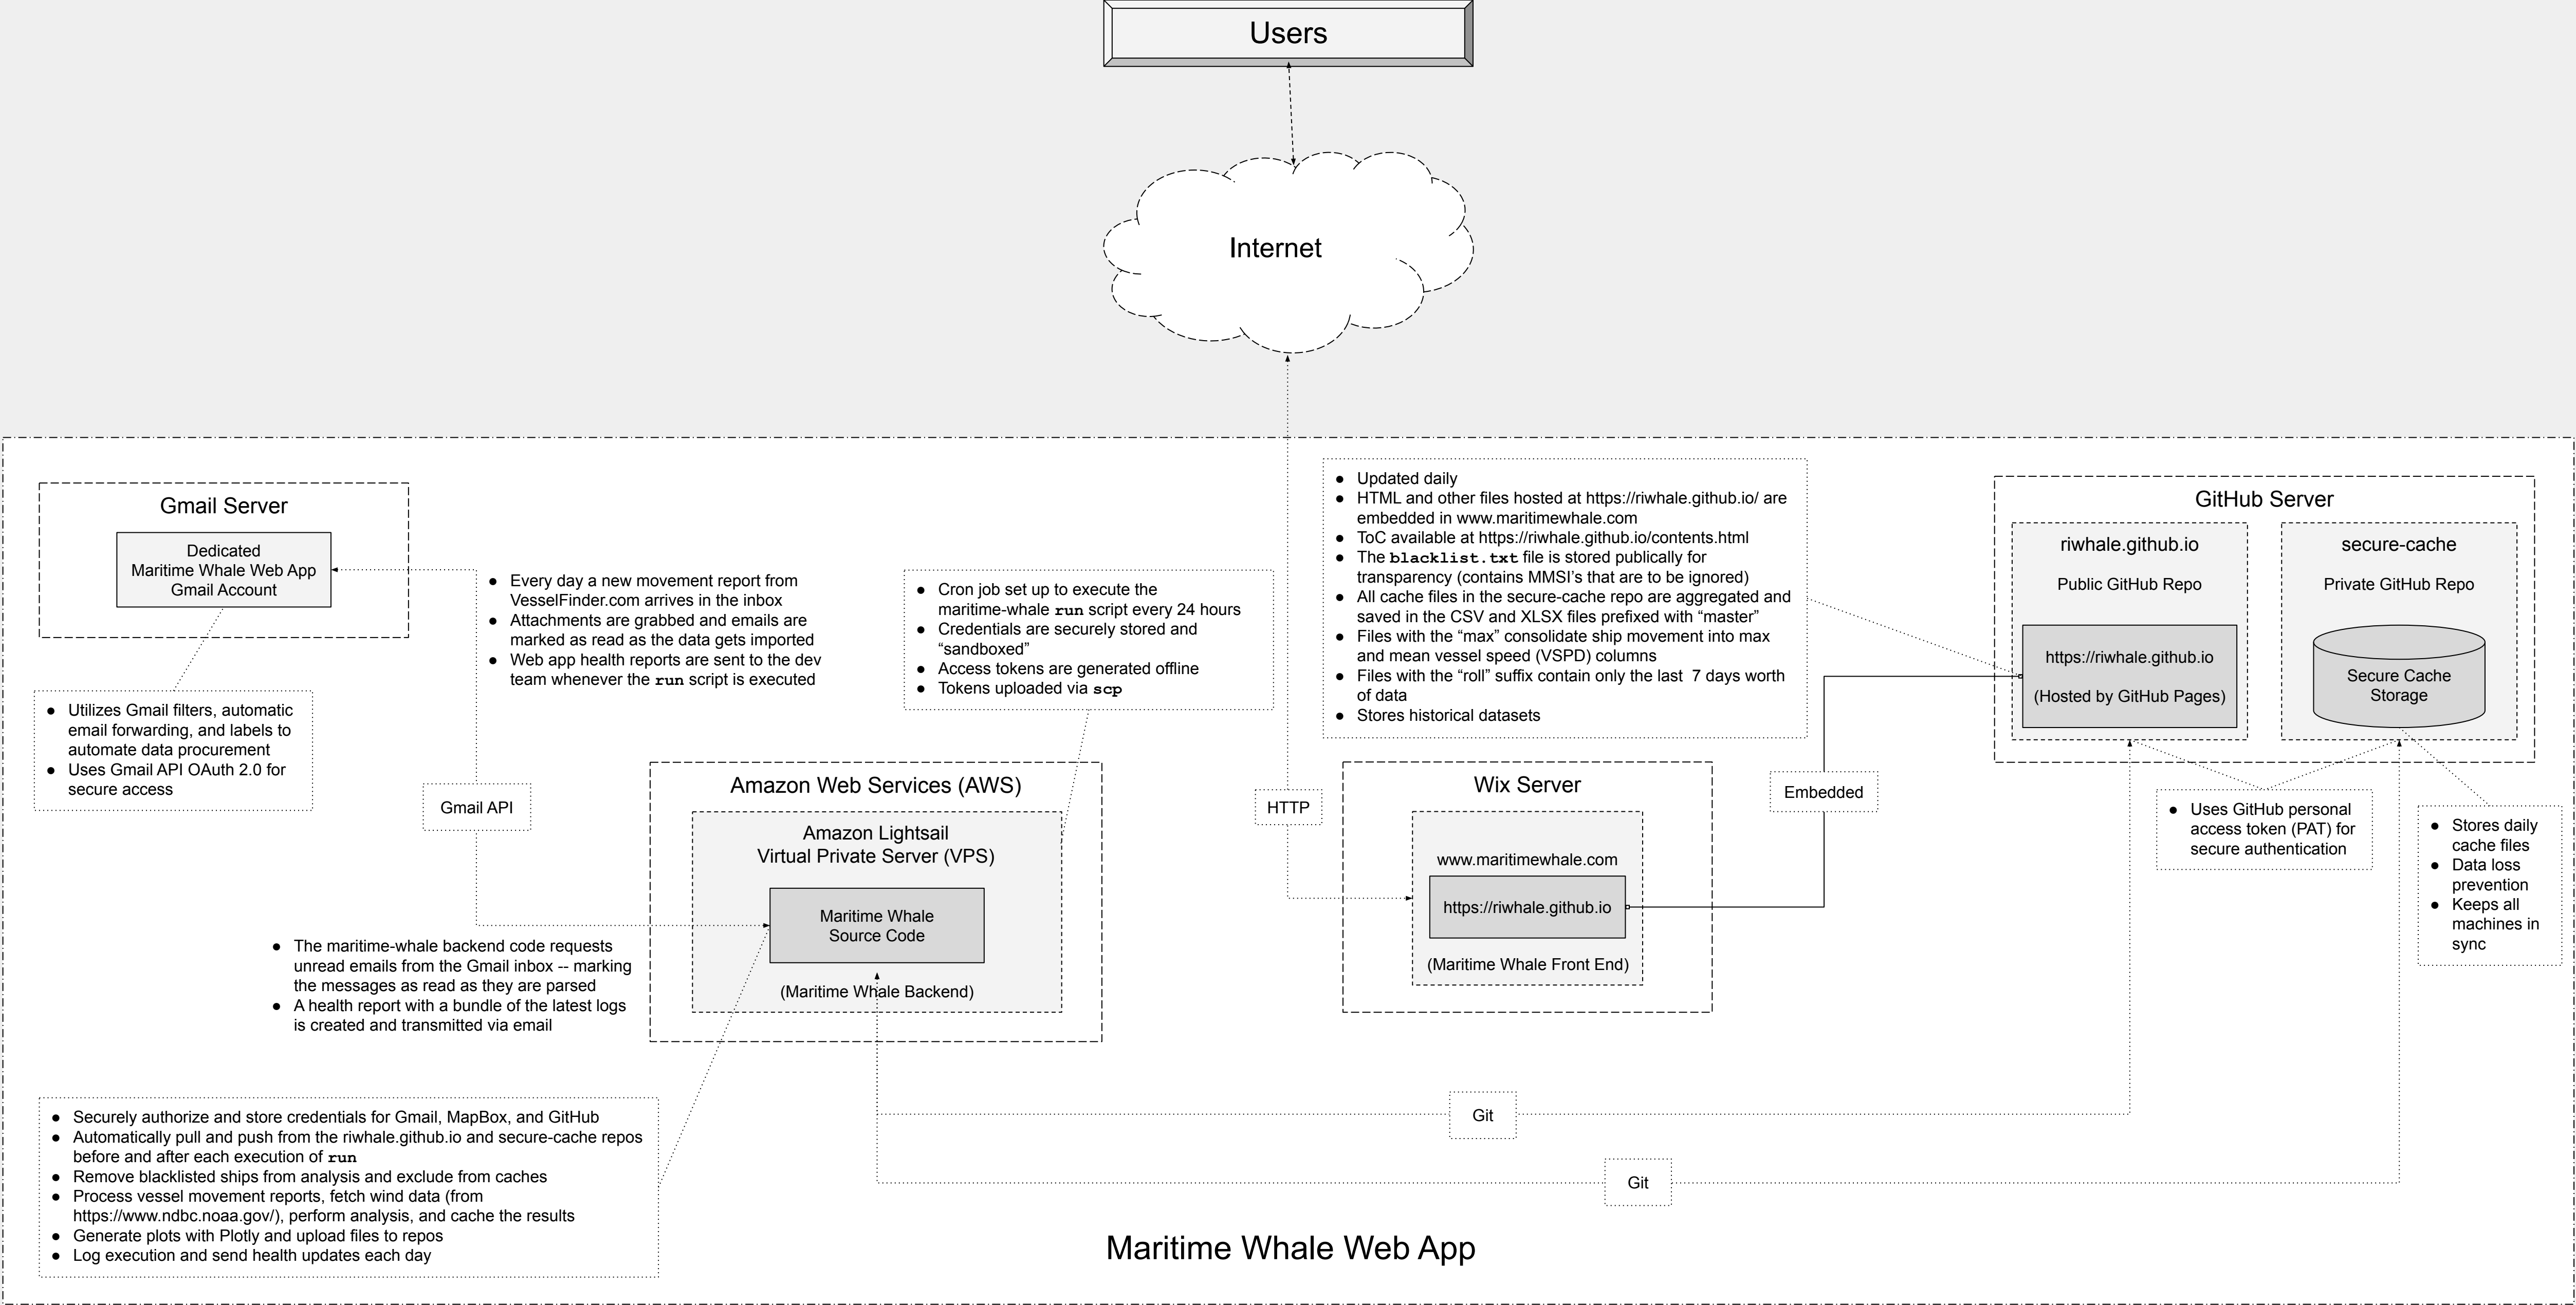 Users
Internet
Gmail Server
Dedicated
Maritime Whale Web App
Gmail Account
● Utilizes Gmail filters, automatic
email forwarding, and labels to
automate data procurement
● Uses Gmail API OAuth 2.0 for
secure access
● Every day a new movement report from
VesselFinder.com arrives in the inbox
● Attachments are grabbed and emails are
marked as read as the data gets imported
● Web app health reports are sent to the dev
team whenever the run script is executed
Gmail API
● The maritime-whale backend code requests
unread emails from the Gmail inbox -- marking
the messages as read as they are parsed
● A health report with a bundle of the latest logs
is created and transmitted via email
● Cron job set up to execute the
maritime-whale run script every 24 hours
● Credentials are securely stored and
“sandboxed”
● Access tokens are generated offline
● Tokens uploaded via scp
Amazon Web Services (AWS)
Amazon Lightsail
Virtual Private Server (VPS)
Maritime Whale
Source Code
(Maritime Whale Backend)
● Securely authorize and store credentials for Gmail, MapBox, and GitHub
● Automatically pull and push from the riwhale.github.io and secure-cache repos
before and after each execution of run
● Remove blacklisted ships from analysis and exclude from caches
● Process vessel movement reports, fetch wind data (from
https://www.ndbc.noaa.gov/), perform analysis, and cache the results
● Generate plots with Plotly and upload files to repos
● Log execution and send health updates each day
HTTP
● Updated daily
● HTML and other files hosted at https://riwhale.github.io/ are
embedded in www.maritimewhale.com
● ToC available at https://riwhale.github.io/contents.html
● The blacklist.txt file is stored publically for
transparency (contains MMSI’s that are to be ignored)
● All cache files in the secure-cache repo are aggregated and
saved in the CSV and XLSX files prefixed with “master”
● Files with the “max” consolidate ship movement into max
and mean vessel speed (VSPD) columns
● Files with the “roll” suffix contain only the last 7 days worth
of data
● Stores historical datasets
Wix Server
www.maritimewhale.com
https://riwhale.github.io
(Maritime Whale Front End)
Embedded
GitHub Server
riwhale.github.io
Public GitHub Repo
https://riwhale.github.io
(Hosted by GitHub Pages)
secure-cache
Private GitHub Repo
Secure Cache
Storage
● Uses GitHub personal
access token (PAT) for
secure authentication
● Stores daily
cache files
● Data loss
prevention
● Keeps all
machines in
sync
Git
Git
Maritime Whale Web App